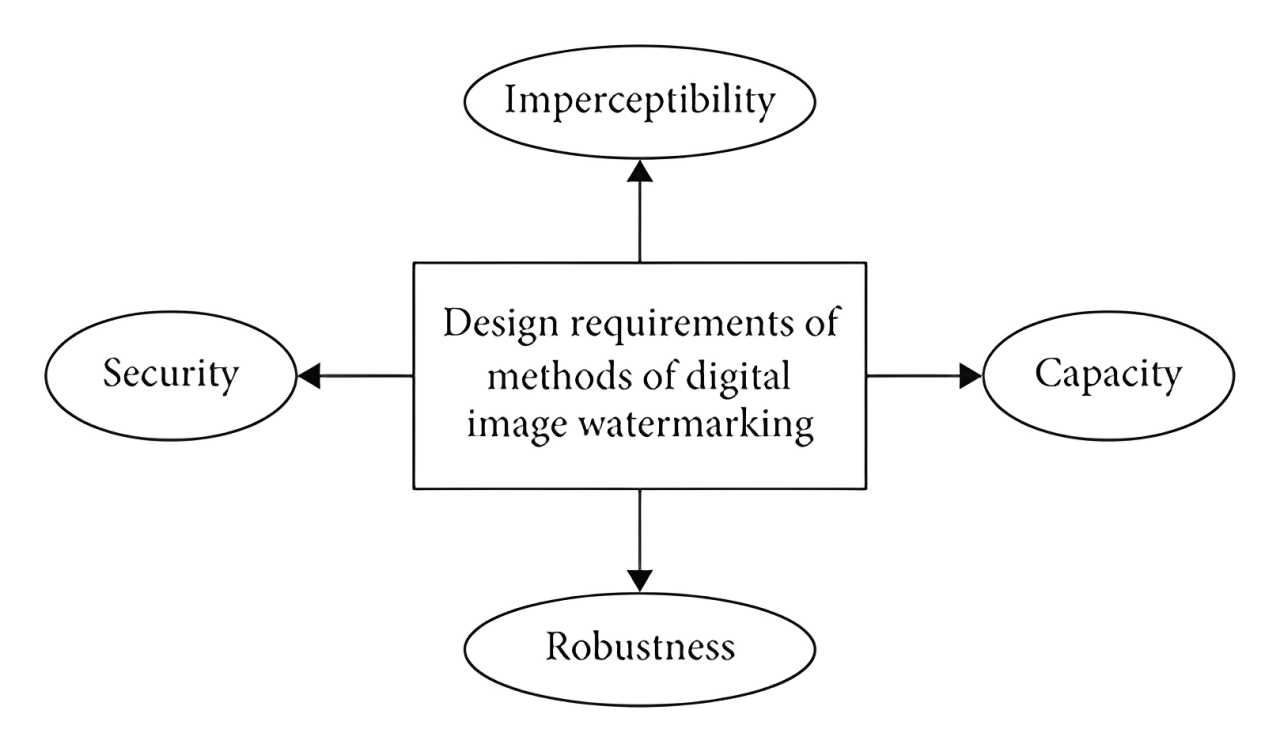 Imperceptibility
Security
Design requirements of
methods of digital
image watermarking
Capacity
Robustness